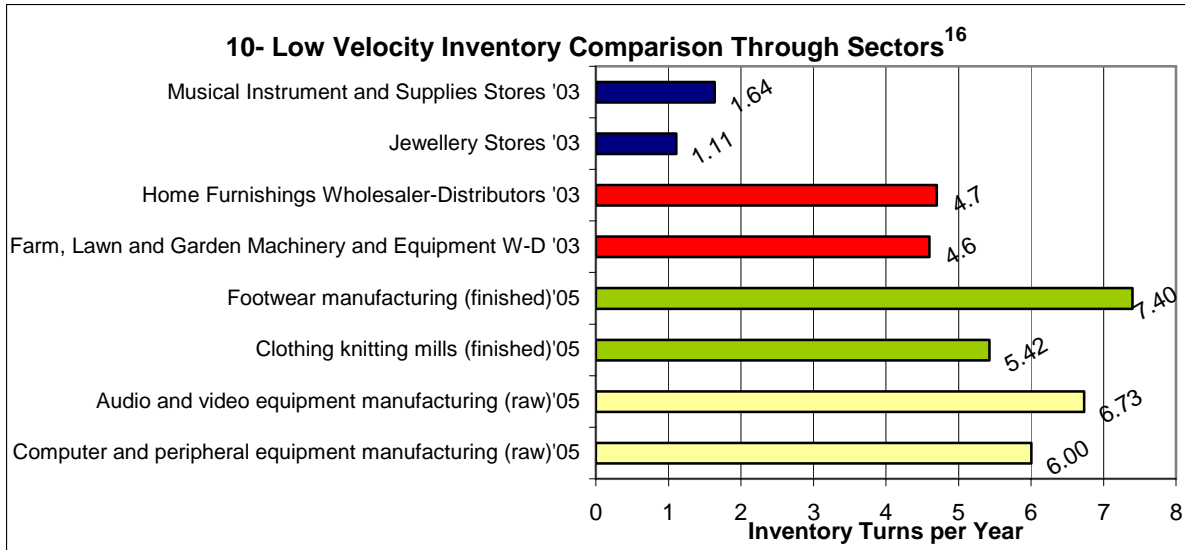 10- Low Velocity Inventory Comparison Through Sectors16
Musical Instrument and Supplies Stores '03
1.64
Jewellery Stores '03
1.11
Home Furnishings Wholesaler-Distributors '03
4.7
Farm, Lawn and Garden Machinery and Equipment W-D '03
4.6
Footwear manufacturing (finished)'05
7.40
Clothing knitting mills (finished)'05
5.42
Audio and video equipment manufacturing (raw)'05
6.73
Computer and peripheral equipment manufacturing (raw)'05
6.00
0 1 2 3 4 5 6 7 8
Inventory Turns per Year